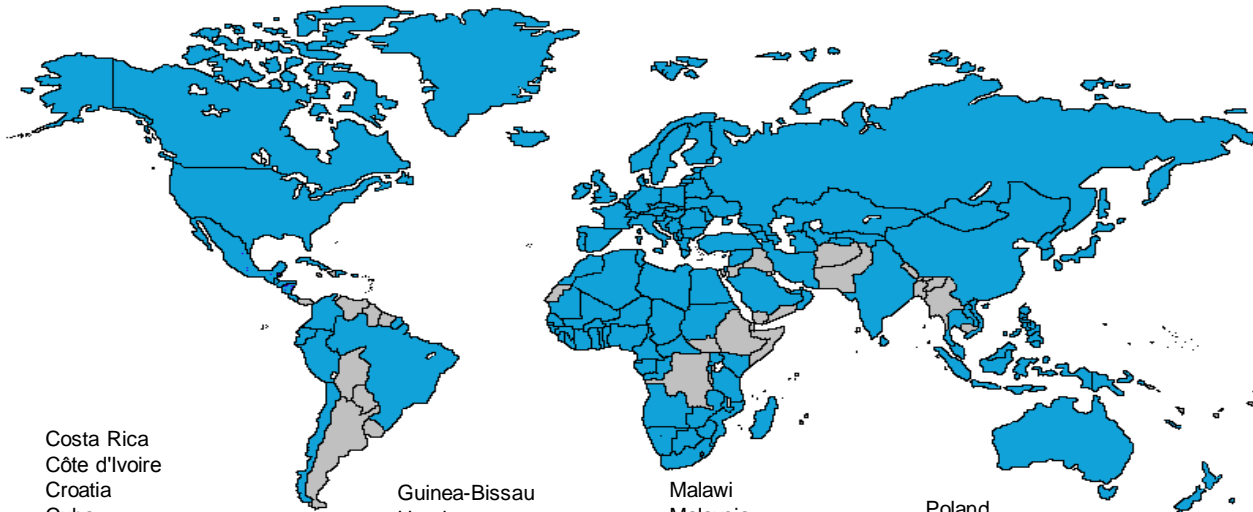 Costa Rica
Côte d'Ivoire
Croatia
Guinea-Bissau
Malawi
Poland